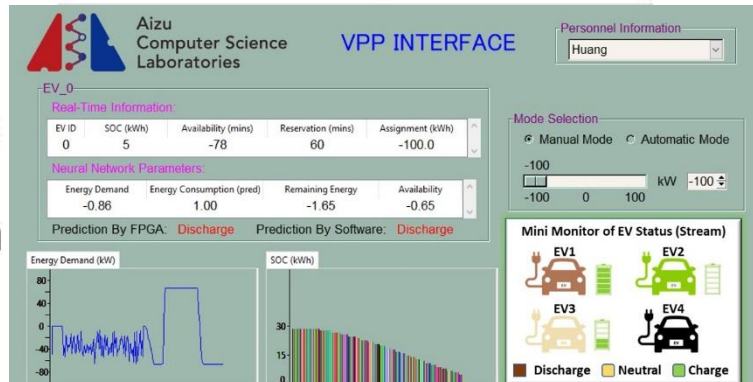 Aizu
Computer Science
Laboratories
VPP INTERFACE
Personnel Information
Huang
EV_0
Real-Time Information:
EV ID SOC (kWh) Availability (mins) Reservation (mins) Assignment (kWh)
0 5 -78 60 -100.0
Neural Network Parameters:
Energy Demand Energy Consumption (pred) Remaining Energy Availability
-0.86 1.00 -1.65 -0.65
Prediction By FPGA: Discharge Prediction By Software: Discharge
Mode Selection
Manual Mode Automatic Mode
-100
kW -100
-100 0 100
Energy Demand (kW)
80
40
0
-40
-80
SOC (kWh)
30
15
0
Mini Monitor of EV Status (Stream)
EV1 EV2
EV3 EV4
Discharge Neutral Charge